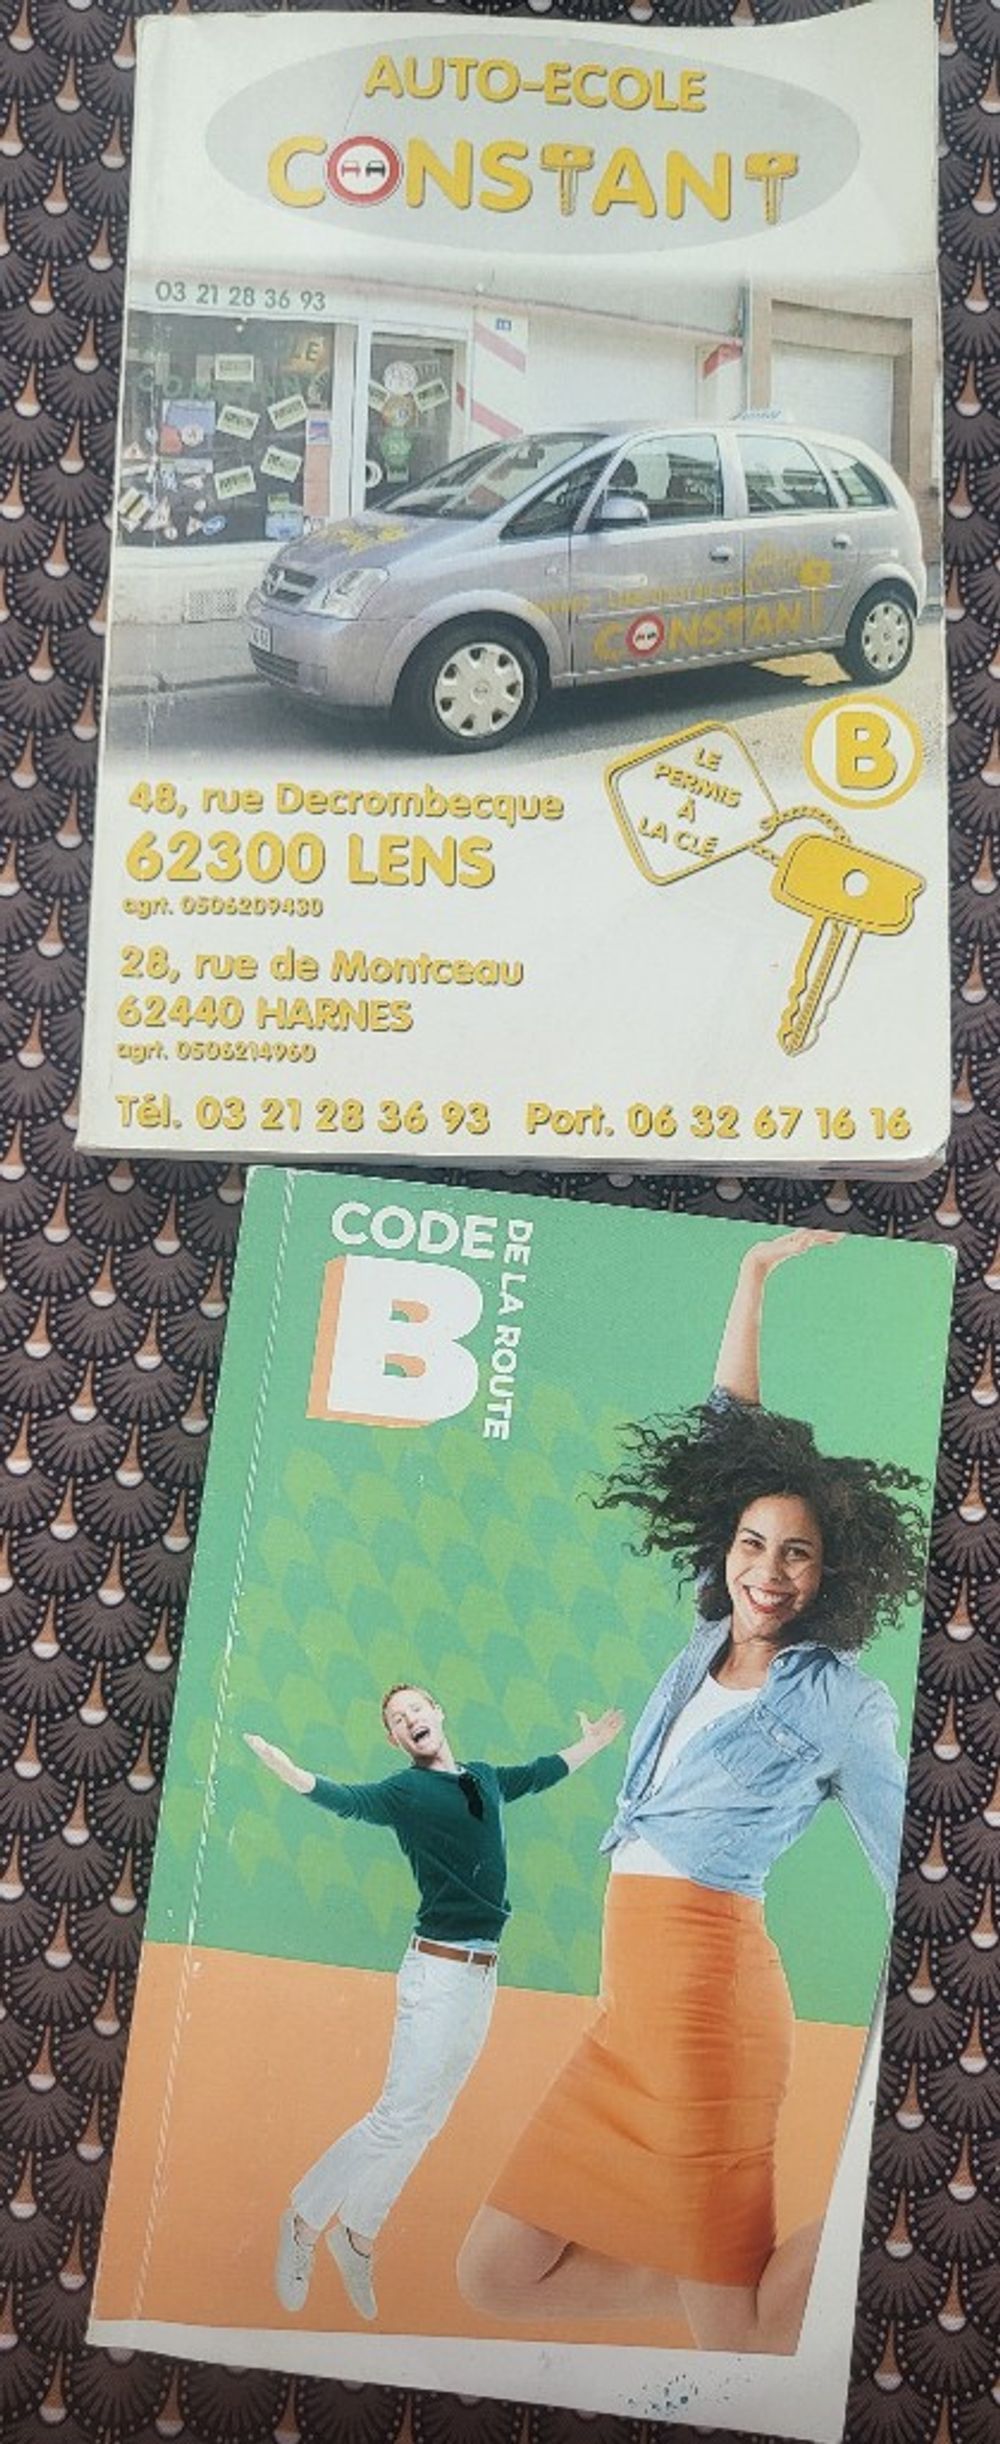 AUTO-ECOLE
CONSTANT
03 21 28 36 93
CONSTANT
B
LE
PERMIS
À
LA CLÉ
48, rue Decrombecque
62300 LENS
agrt. 0506209430
28, rue de Montceau
62440 HARNES
agrt. 0506214960
Tél. 03 21 28 36 93 Port. 06 32 67 16 16
CODE
DE LA ROUTE
B